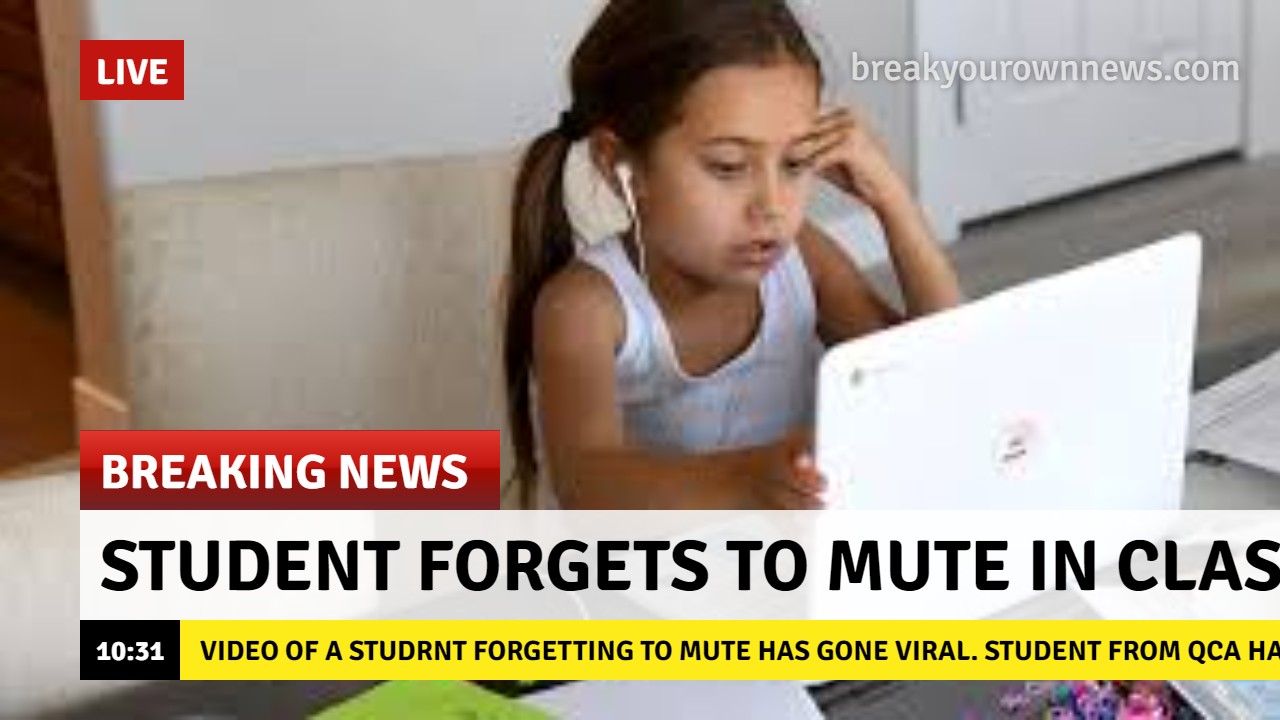 LIVE
breakyourownnews.com
BREAKING NEWS
STUDENT FORGETS TO MUTE IN CLAS
10:31
VIDEO OF A STUDRNT FORGETTING TO MUTE HAS GONE VIRAL. STUDENT FROM QCA HA